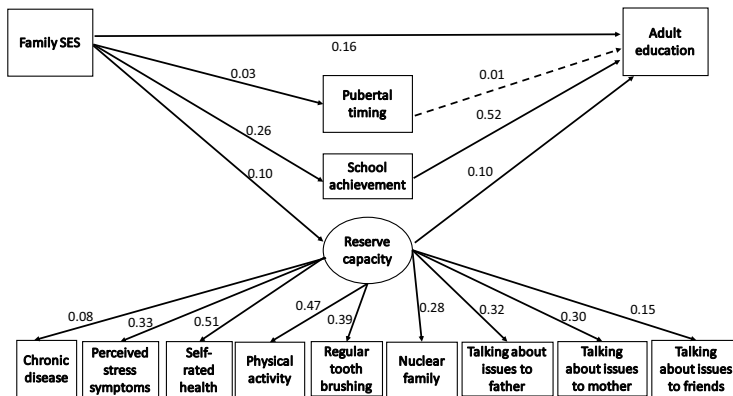 Family SES
Adult
education
0.16
0.03
0.01
Pubertal
timing
0.26
0.52
School
achievement
0.10
0.10
Reserve
capacity
0.08
0.33
0.51
0.47
0.39
0.28
0.32
0.30
0.15
Chronic
disease
Perceived
stress
symptoms
Self-
rated
health
Physical
activity
Regular
tooth
brushing
Nuclear
family
Talking about
issues to
father
Talking
about issues
to mother
Talking
about issues
to friends